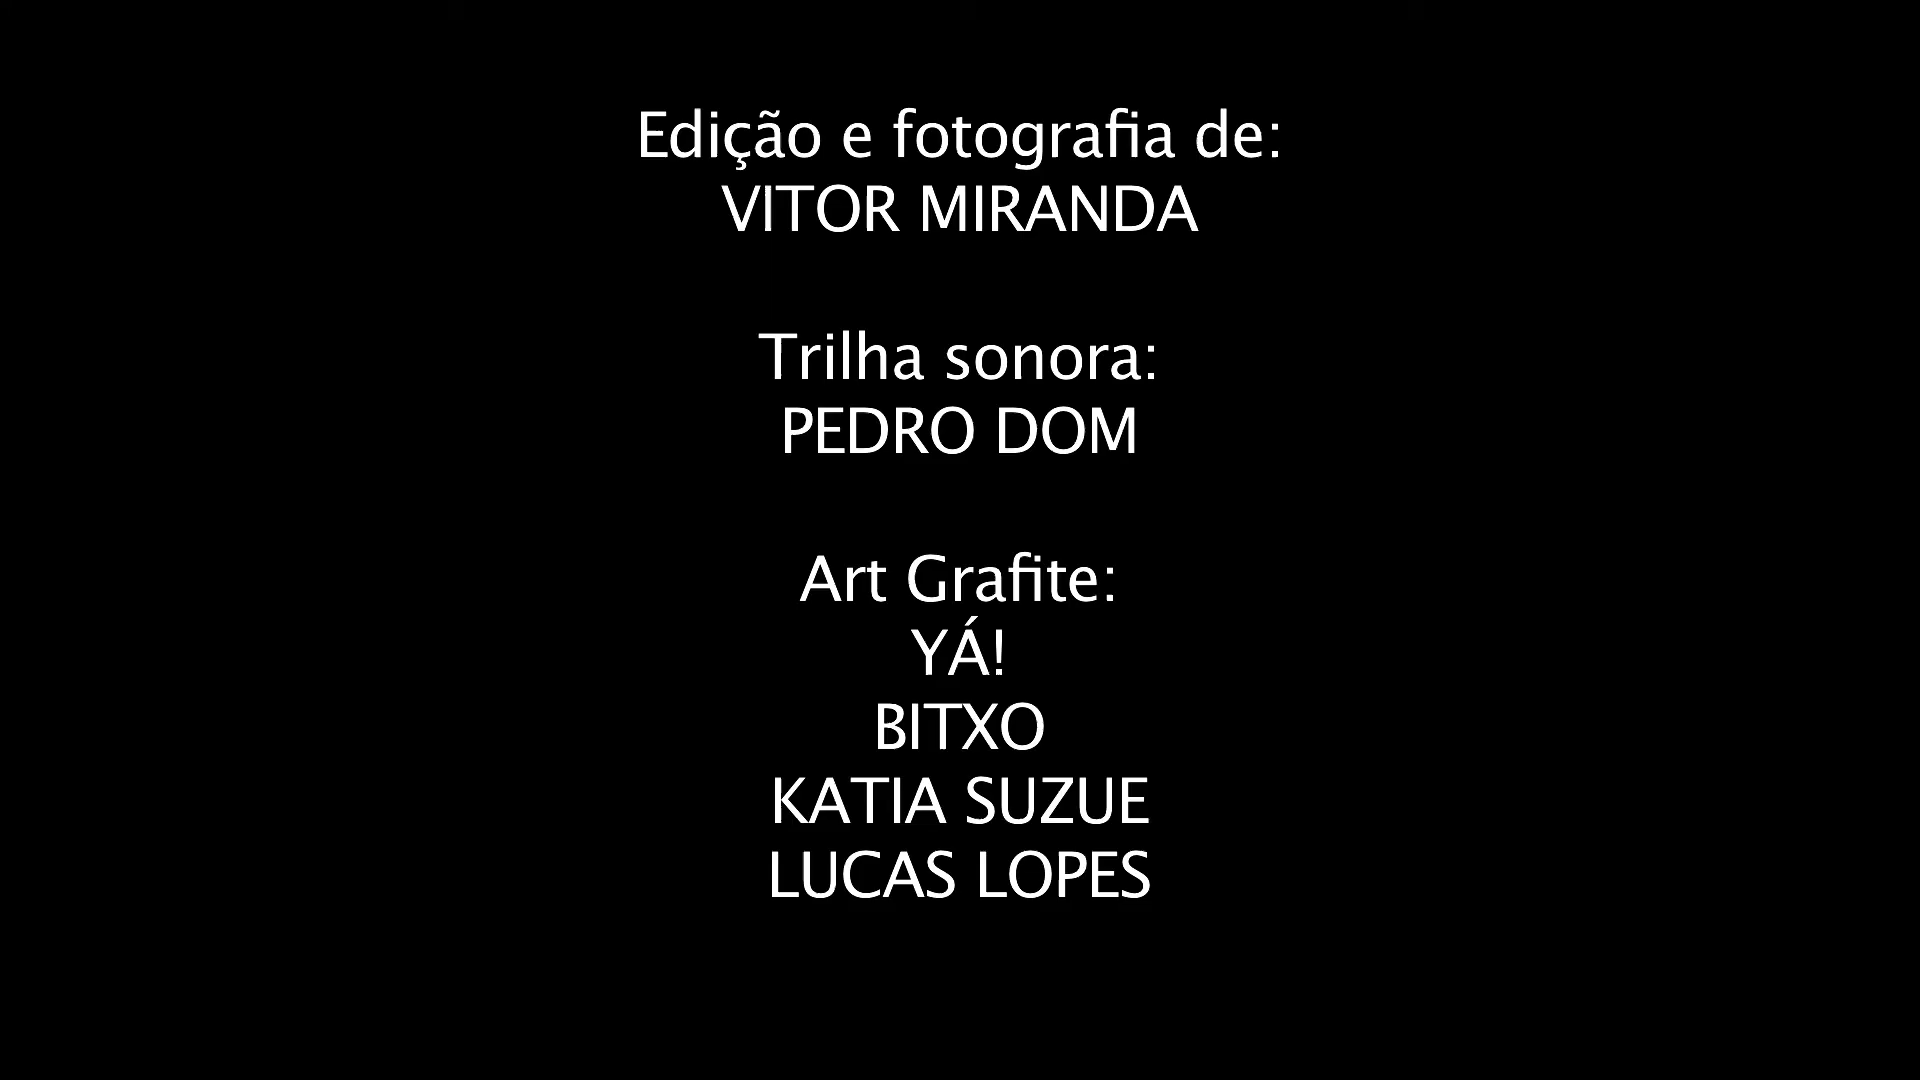 Edição e fotografia de:
VITOR MIRANDA
Trilha sonora:
PEDRO DOM
Art Grafite:
YÁ!
BITXO
KATIA SUZUE
LUCAS LOPES